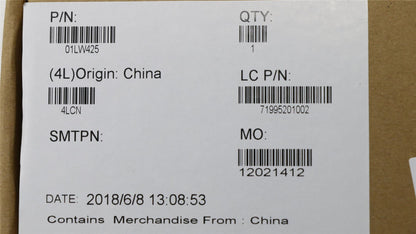 P/N: QTY:
01LW425 1
(4L)Origin: China LC P/N:
4LCN 71995201002
SMTPN: MO:
12021412
DATE: 2018/6/8 13:08:53
Contains Merchandise From : China